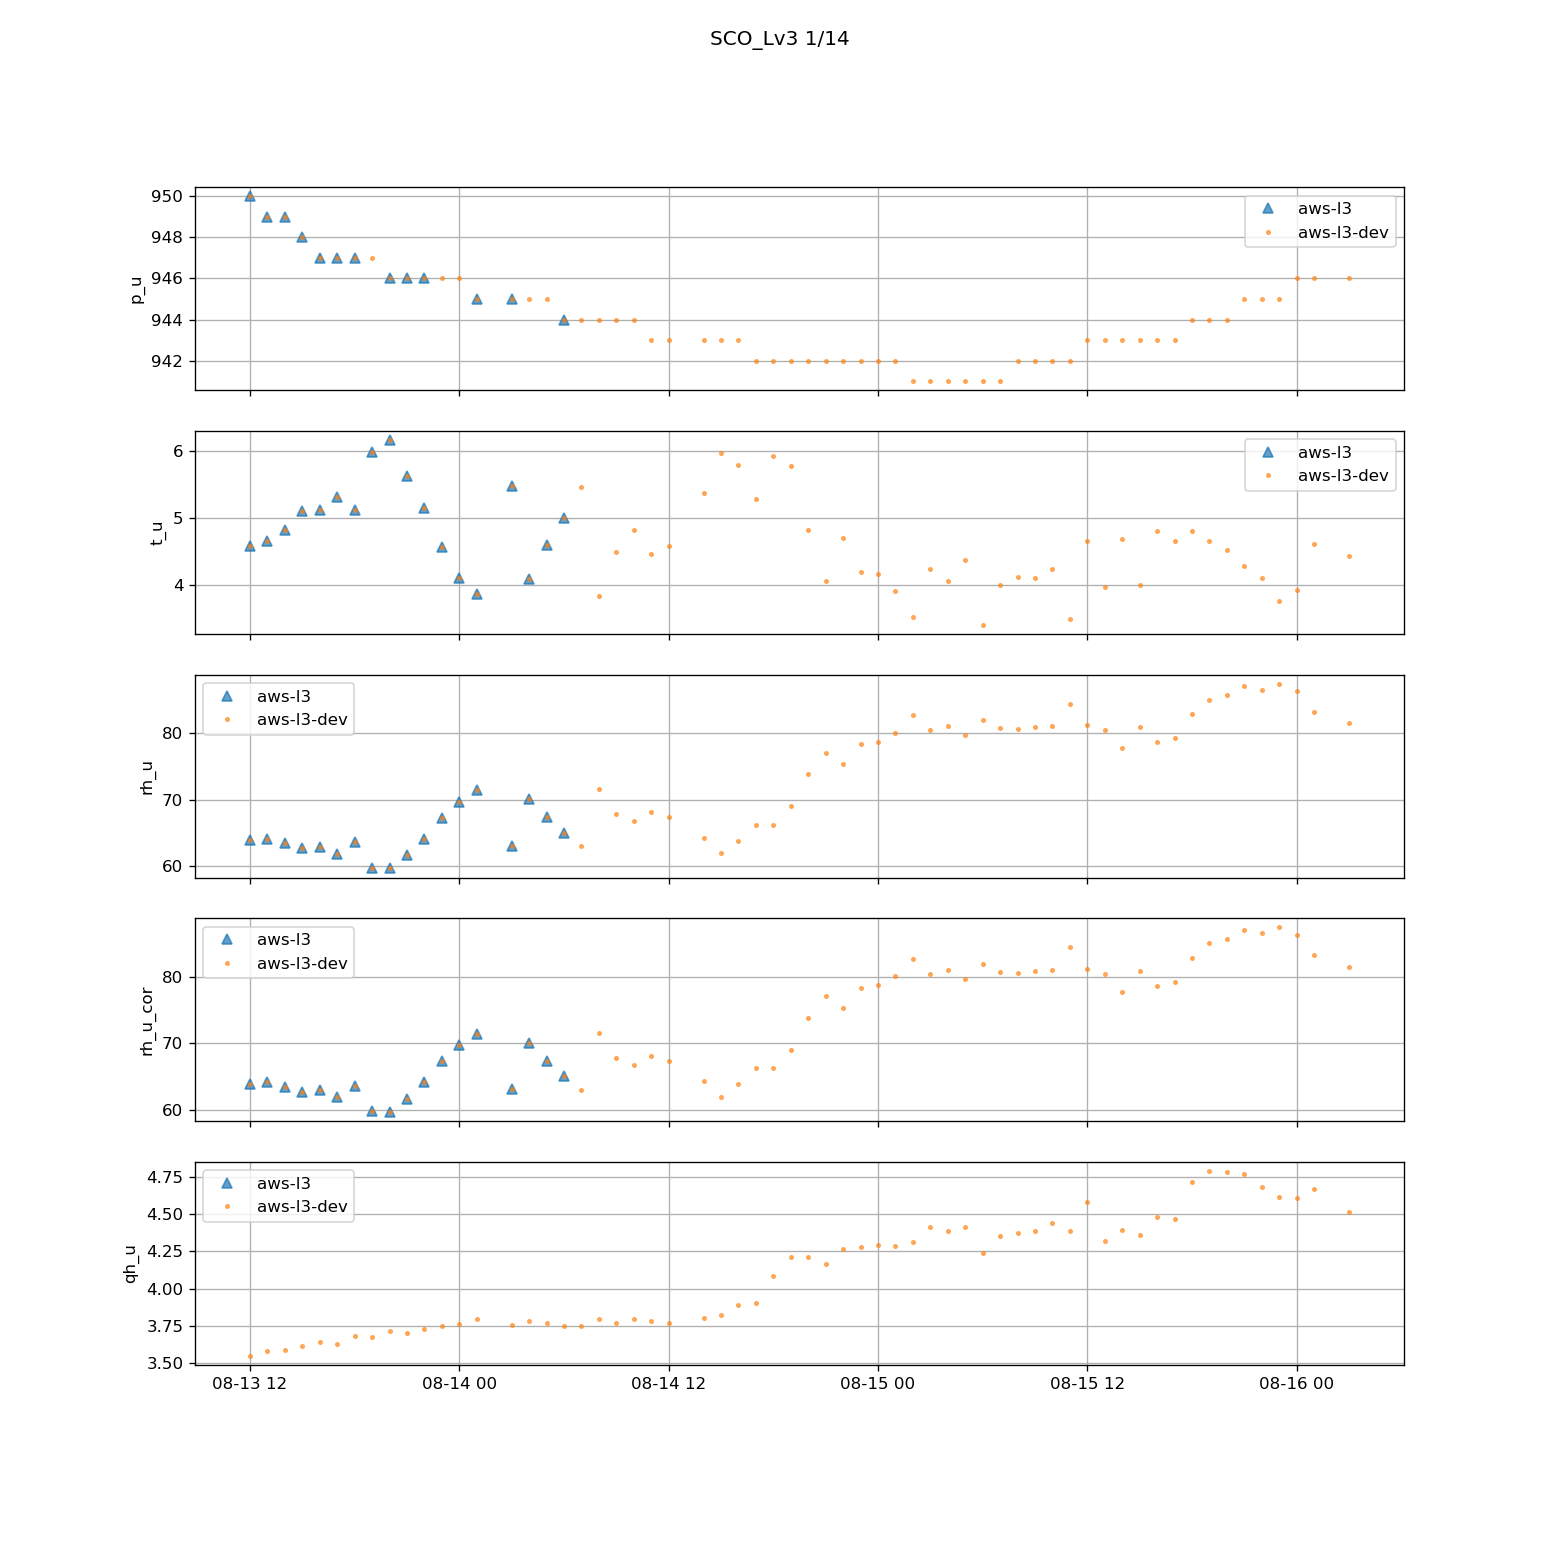 SCO_Lv3 1/14
950
948
946
944
942
p_u
aws-l3
aws-l3-dev
6
5
4
t_u
aws-l3
aws-l3-dev
80
70
60
rh_u
aws-l3
aws-l3-dev
80
70
60
rh_u_cor
aws-l3
aws-l3-dev
4.75
4.50
4.25
4.00
3.75
3.50
qh_u
aws-l3
aws-l3-dev
08-13 12
08-14 00
08-14 12
08-15 00
08-15 12
08-16 00